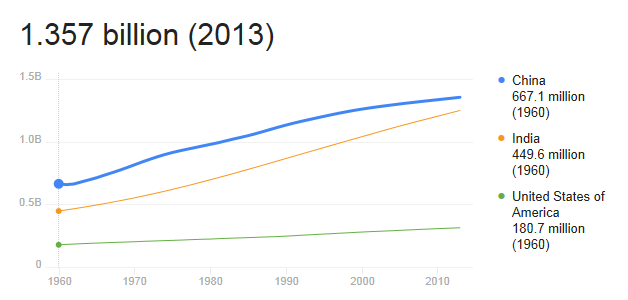 1.357 billion (2013)
1.5B
1.0B
0.5B
0
1960 1970 1980 1990 2000 2010
China
667.1 million
(1960)
India
449.6 million
(1960)
United States of
America
180.7 million
(1960)